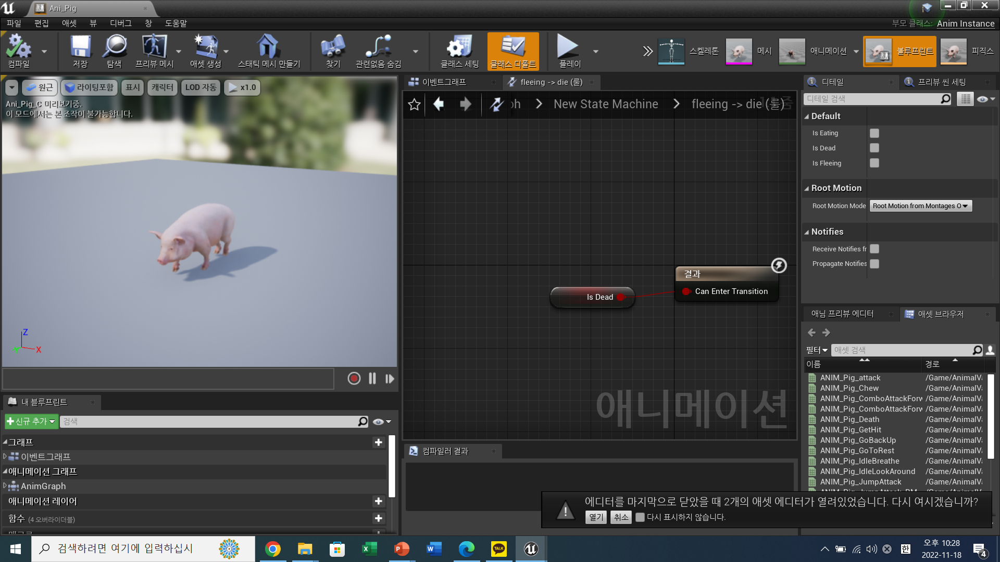 Ani_Pig
파일 편집 애셋 뷰 디버그 창 도움말
부모 클래스: Anim Instance
컴파일 저장 탐색 프리뷰 메시 애셋 생성 스태틱 메시 만들기 찾기 관련없음 숨김 클래스 세팅 클래스 디폴트 플레이 스켈레톤 메시 애니메이션 블루프린트 피직스
원근 라이팅포함 표시 캐릭터 LOD 자동 x1.0
Ani_Pig_C 미리보기중.
이 모드에서는 본 조작이 불가능합니다.
Z
X
Y
내 블루프린트
신규 추가 검색
그래프
이벤트그래프
애니메이션 그래프
AnimGraph
애니메이션 레이어
함수 (4 오버라이더블)
이벤트그래프 fleeing -> die (룰)
New State Machine > fleeing -> die (룰)
결과
Is Dead
Can Enter Transition
애니메이션
컴파일러 결과
디테일 프리뷰 씬 세팅
디테일 검색
Default
Is Eating
Is Dead
Is Fleeing
Root Motion
Root Motion Mode Root Motion from Montages O
Notifies
Receive Notifies fr
Propagate Notifies
애님 프리뷰 에디터 애셋 브라우저
필터 애셋 검색
이름 경로
ANIM_Pig_attack /Game/AnimalVa
ANIM_Pig_Chew /Game/AnimalVa
ANIM_Pig_ComboAttackForw /Game/AnimalVa
ANIM_Pig_ComboAttackForw /Game/AnimalVa
ANIM_Pig_Death /Game/AnimalVa
ANIM_Pig_GetHit /Game/AnimalVa
ANIM_Pig_GoBackUp /Game/AnimalVa
ANIM_Pig_GoToRest /Game/AnimalVa
ANIM_Pig_IdleBreathe /Game/AnimalVa
ANIM_Pig_IdleLookAround /Game/AnimalVa
ANIM_Pig_JumpAttack /Game/AnimalVa
에디터를 마지막으로 닫았을 때 2개의 애셋 에디터가 열려있었습니다. 다시 여시겠습니까?
열기 취소 다시 표시하지 않습니다.
검색하려면 여기에 입력하십시
TALK
한
오후 10:28
2022-11-18
4